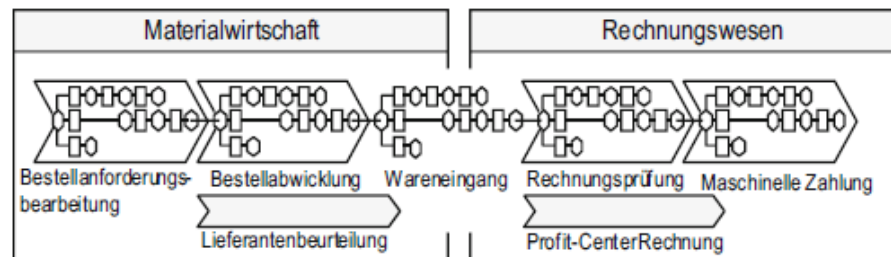 Materialwirtschaft
Rechnungswesen
Bestellanforderungs-
bearbeitung
Bestellabwicklung
Wareneingang
Rechnungsprüfung
Maschinelle Zahlung
Lieferantenbeurteilung
Profit-CenterRechnung